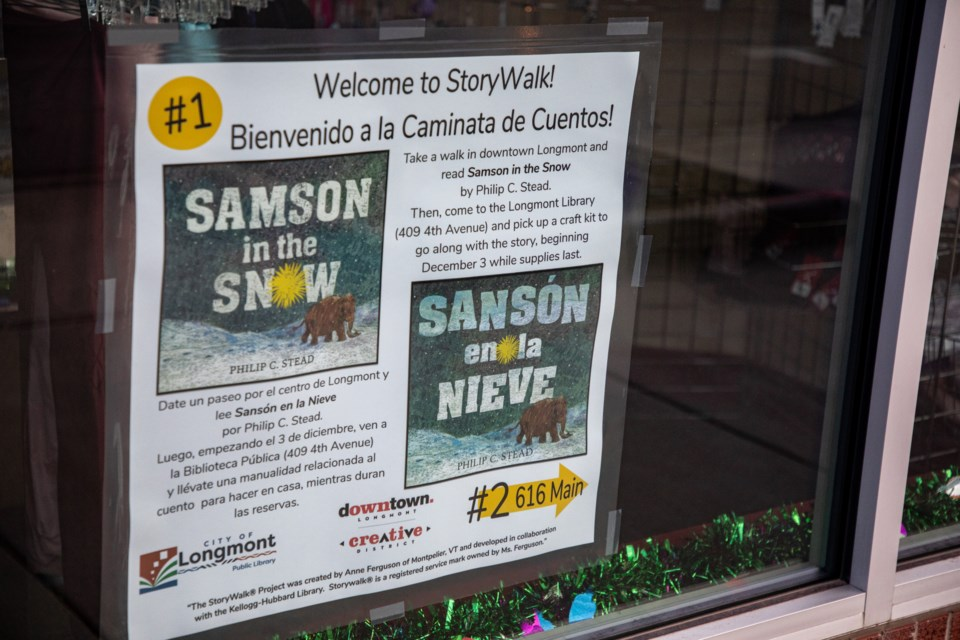 #1
Welcome to StoryWalk!
Bienvenido a la Caminata de Cuentos!
SAMSON
in the
SNOW
PHILIP C. STEAD
Take a walk in downtown Longmont and
read Samson in the Snow
by Philip C. Stead.
Then, come to the Longmont Library
(409 4th Avenue) and pick up a craft kit to
go along with the story, beginning
December 3 while supplies last.
Date un paseo por el centro de Longmont y
lee Sansón en la Nieve
por Philip C. Stead.
Luego, empezando el 3 de diciembre, ven a
la Biblioteca Pública (409 4th Avenue)
y llévate una manualidad relacionada al
cuento para hacer en casa, mientras duran
las reservas.
SANSÓN
en la
NIEVE
PHILIP C. STEAD
#2 616 Main
CITY OF
Longmont
Public Library
downtown.
LONGMONT
creative
DISTRICT
"The StoryWalk® Project was created by Anne Ferguson of Montpelier, VT and developed in collaboration
with the Kellogg-Hubbard Library. Storywalk® is a registered service mark owned by Ms. Ferguson."